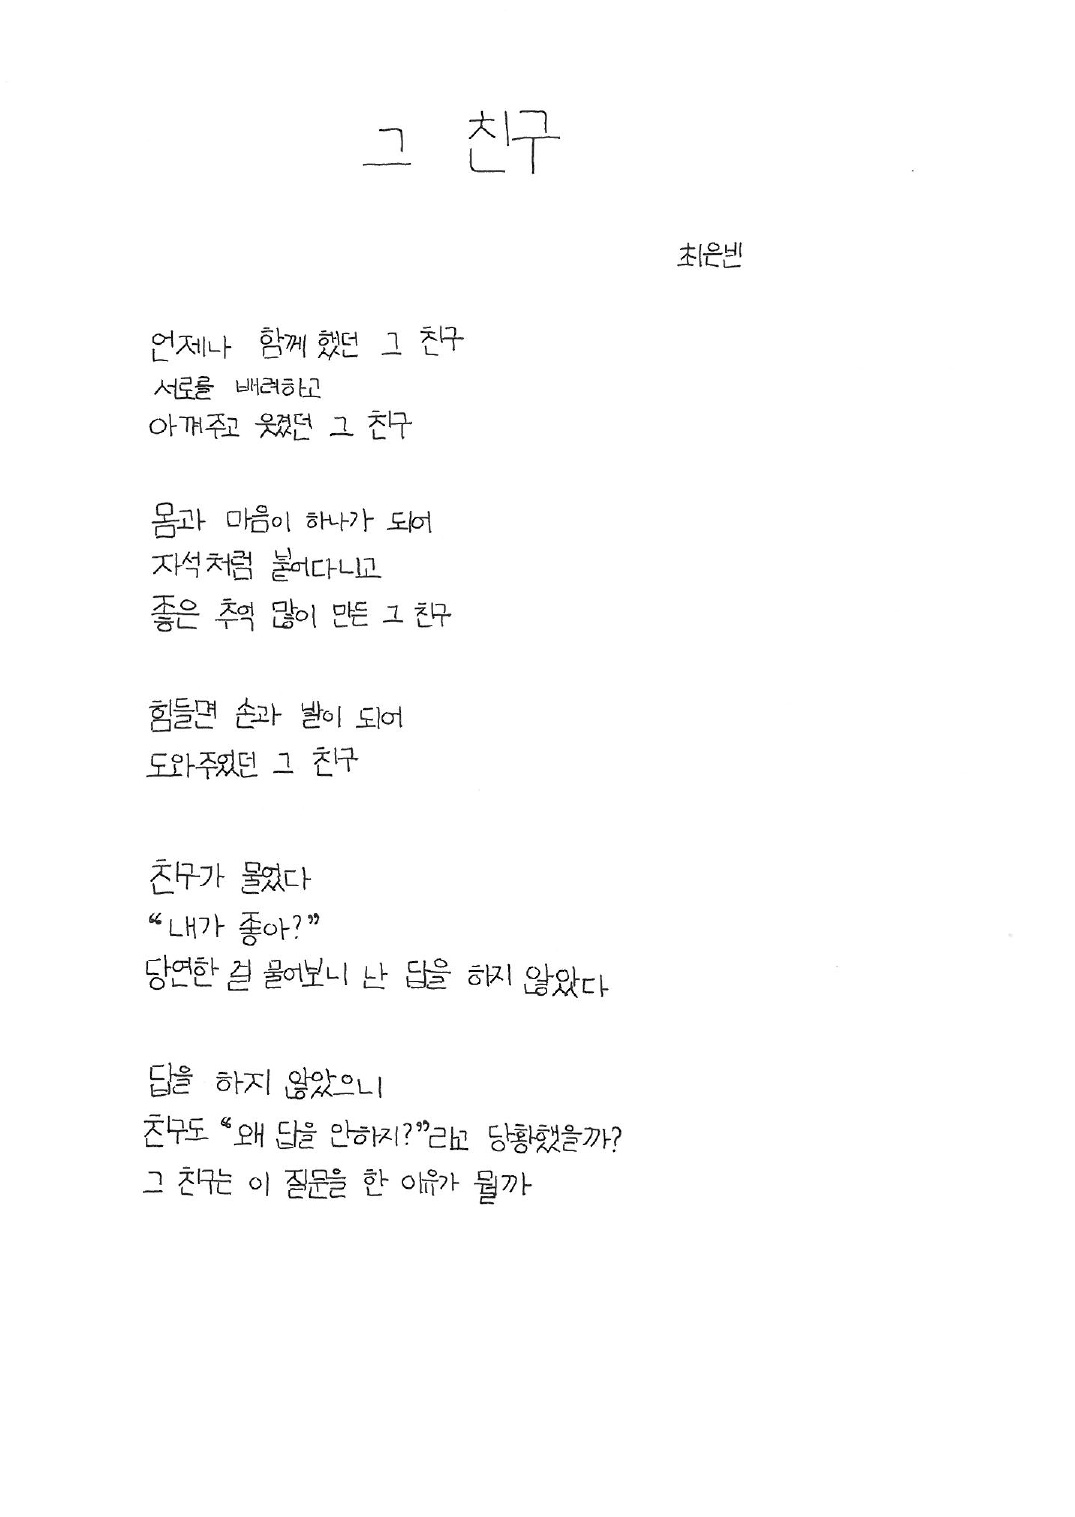 그 친구
최은빈
언제나 함께 했던 그 친구
서로를 배려하고
아껴주고 웃겼던 그 친구
몸과 마음이 하나가 되어
자석처럼 붙어다니고
좋은 추억 많이 만든 그 친구
힘들면 손과 발이 되어
도와주었던 그 친구
친구가 물었다
“내가 좋아?”
당연한 걸 물어보니 난 답을 하지 않았다
답을 하지 않았으니
친구도 “왜 답을 안하지?”라고 당황했을까?
그 친구는 이 질문을 한 이유가 뭘까